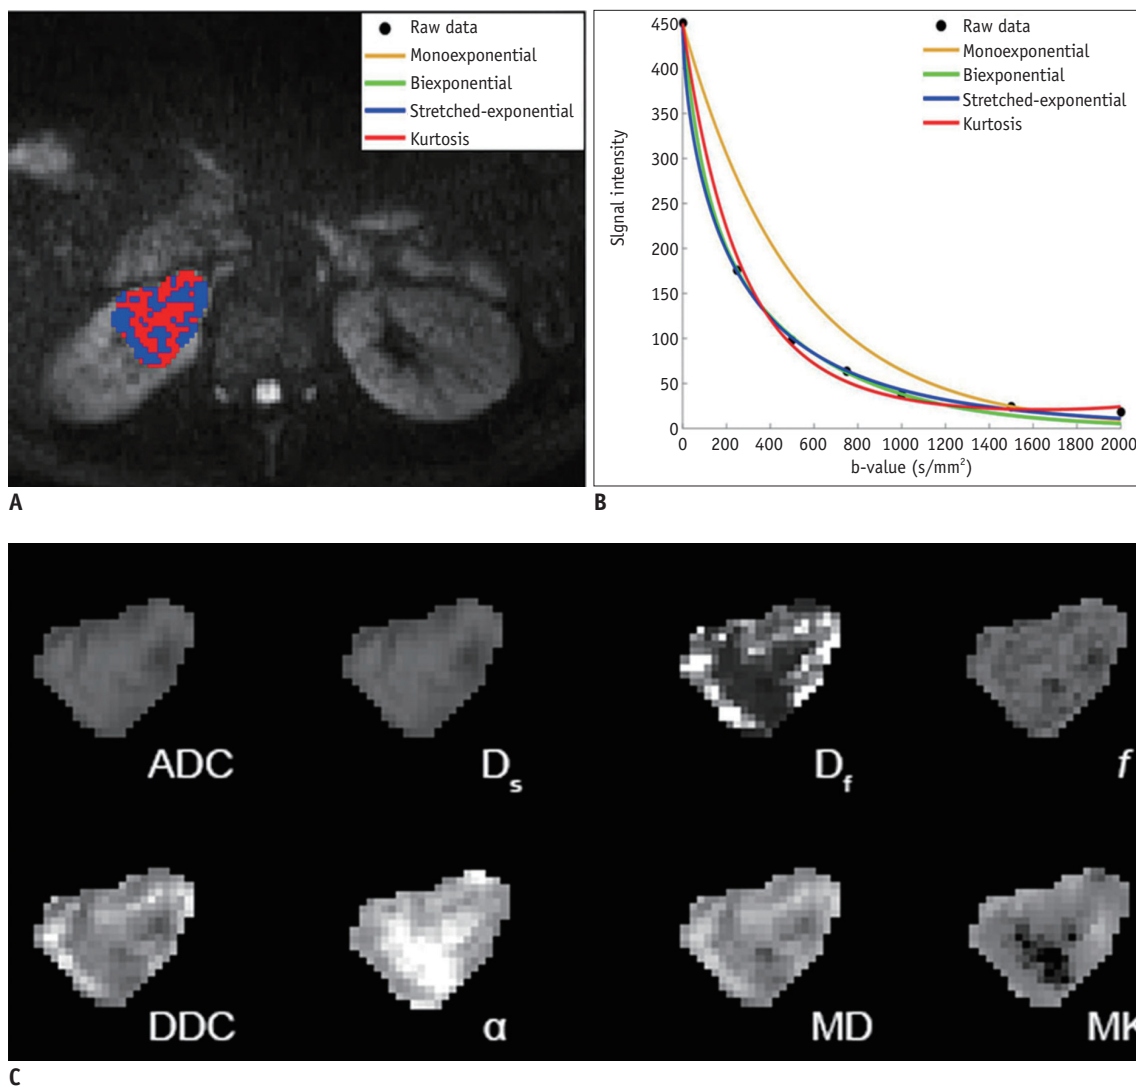 Raw data
Monoexponential
Biexponential
Stretched-exponential
Kurtosis
A
Raw data
Monoexponential
Biexponential
Stretched-exponential
Kurtosis
Slgnal intensity
450
400
350
300
250
200
150
100
50
0
0 200 400 600 800 1000 1200 1400 1600 1800 2000
b-value (s/mm²)
B
ADC Ds Df f
DDC α MD MK
C